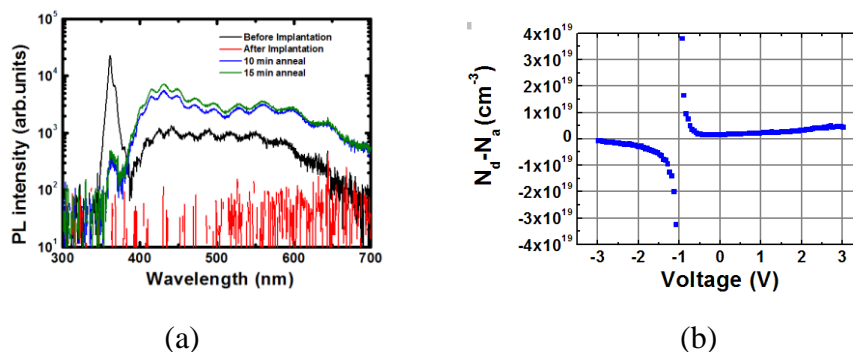 Before Implantation
After Implantation
10 min anneal
15 min anneal
PL intensity (arb.units)
10^5
10^4
10^3
10^2
10^1
300 400 500 600 700
Wavelength (nm)
(a)
N_d-N_a (cm^-3)
4x10^19
3x10^19
2x10^19
1x10^19
0
-1x10^19
-2x10^19
-3x10^19
-4x10^19
-3 -2 -1 0 1 2 3
Voltage (V)
(b)